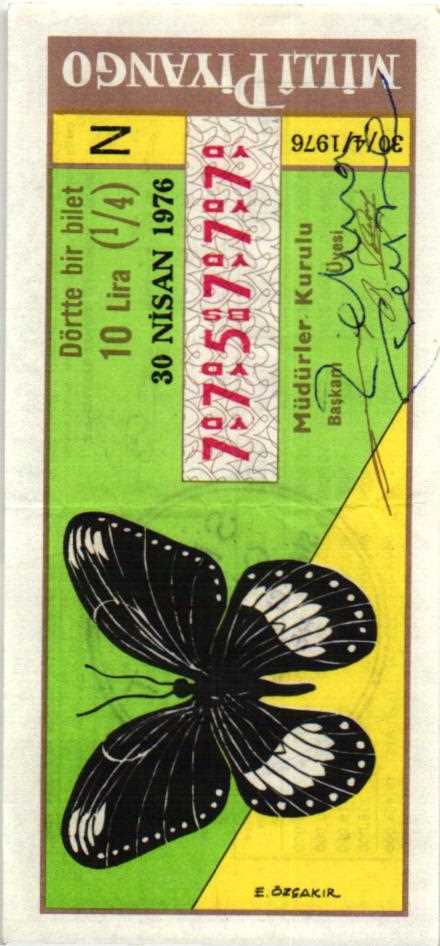 MİLLÎ PİYANGO
30/4/1976
N
Dörtte bir bilet
10 Lira (1/4)
30 NİSAN 1976
775777
Müdürler Kurulu
Başkanı Üyesi
E. ÖZÇAKIR